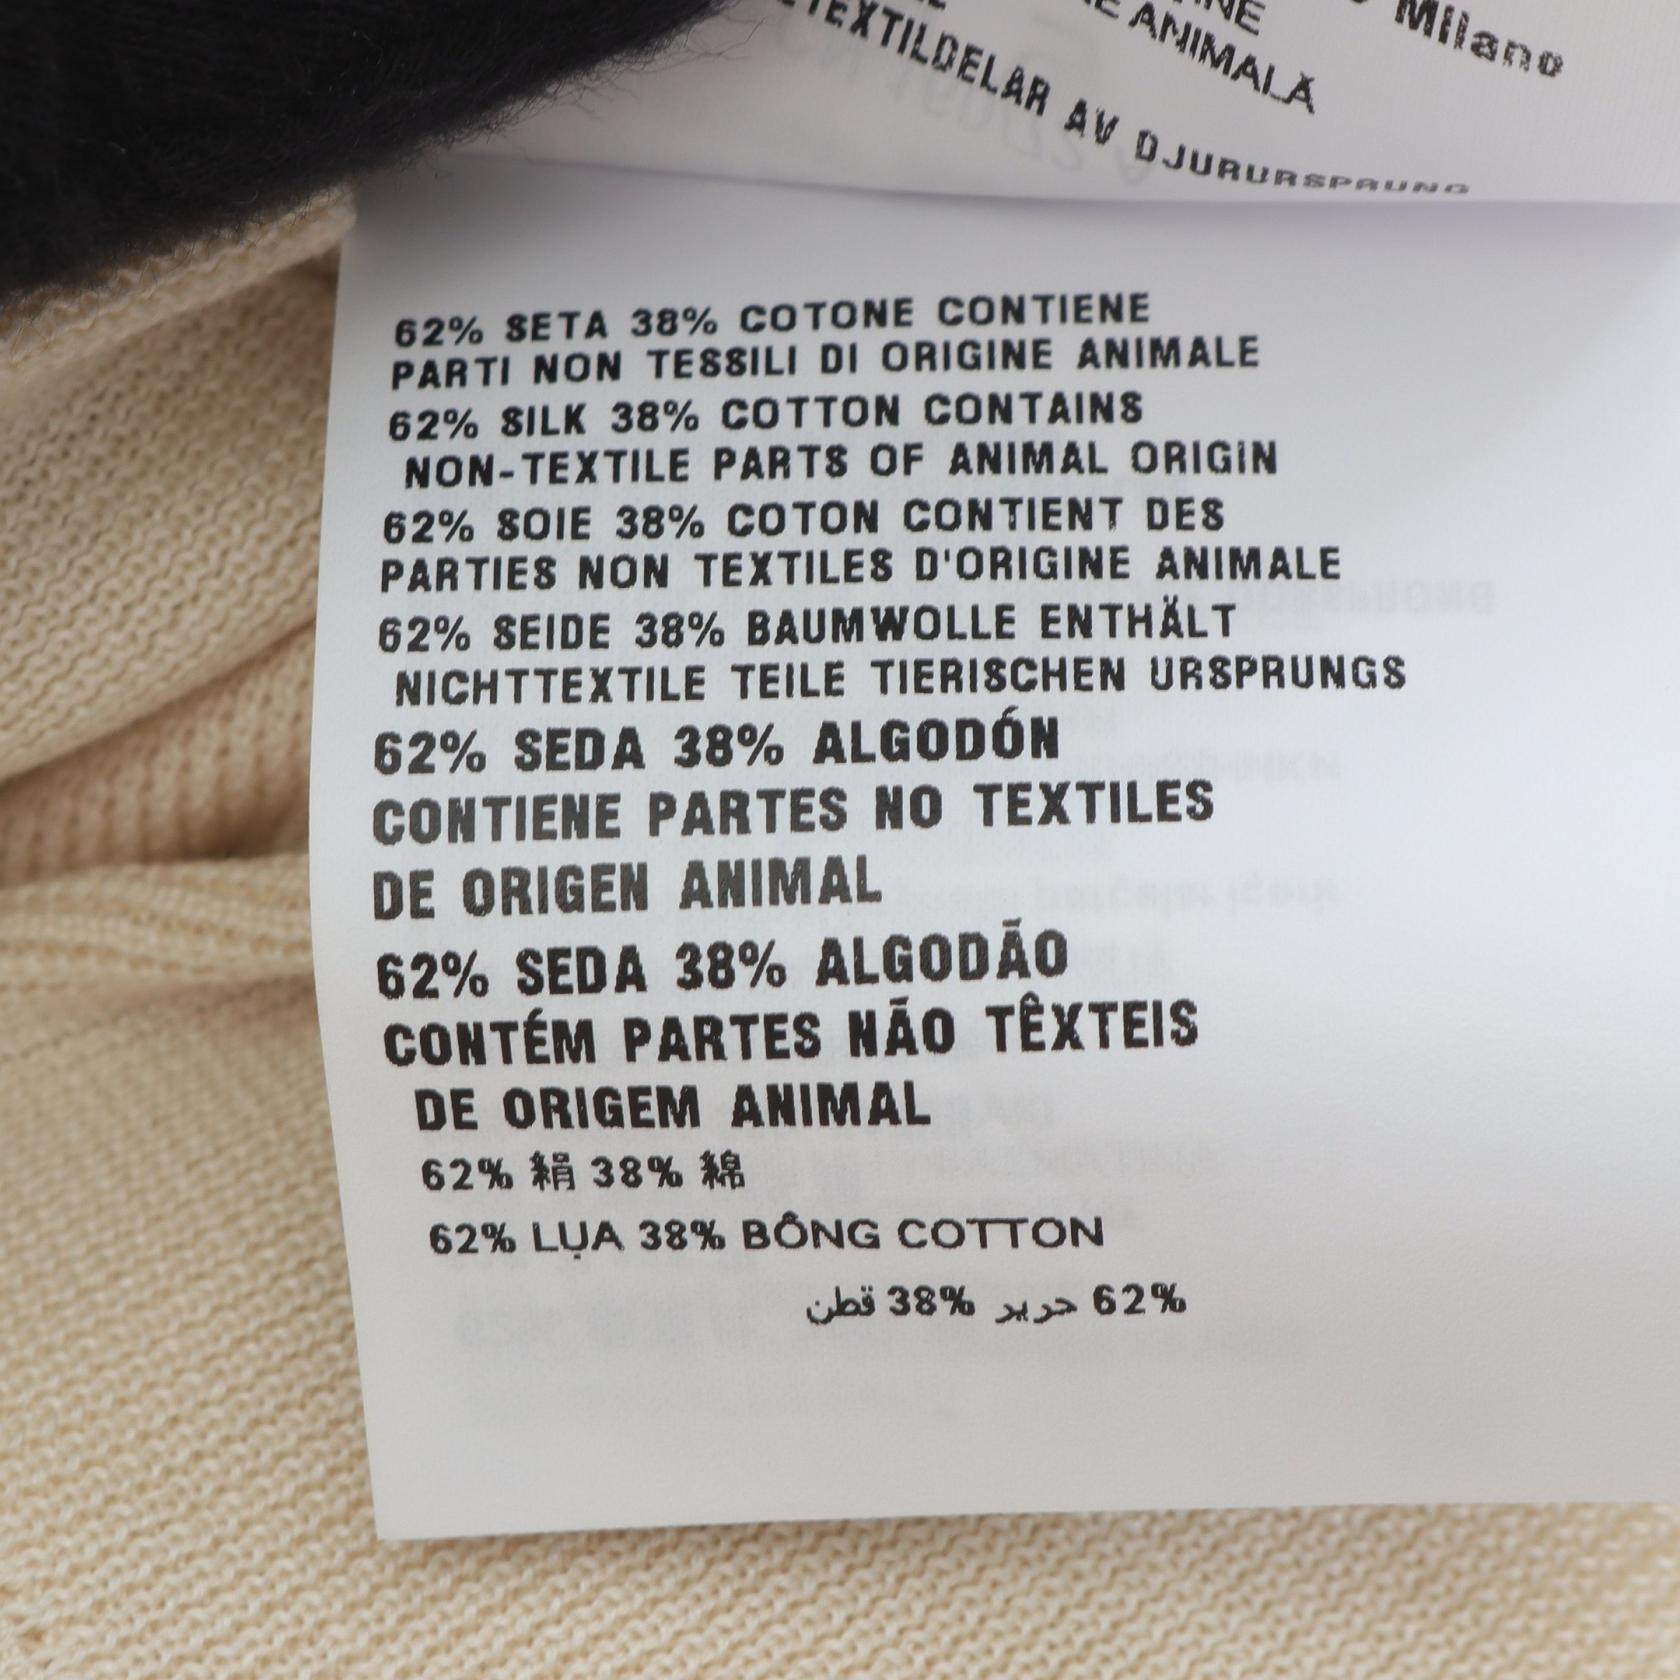 Milano
ANIMALĂ
TEXTILDELAR AV DJURURSPRUNG
62% SETA 38% COTONE CONTIENE
PARTI NON TESSILI DI ORIGINE ANIMALE
62% SILK 38% COTTON CONTAINS
NON-TEXTILE PARTS OF ANIMAL ORIGIN
62% SOIE 38% COTON CONTIENT DES
PARTIES NON TEXTILES D'ORIGINE ANIMALE
62% SEIDE 38% BAUMWOLLE ENTHÄLT
NICHTTEXTILE TEILE TIERISCHEN URSPRUNGS
62% SEDA 38% ALGODÓN
CONTIENE PARTES NO TEXTILES
DE ORIGEN ANIMAL
62% SEDA 38% ALGODÃO
CONTÉM PARTES NÃO TÊXTEIS
DE ORIGEM ANIMAL
62% 絹 38% 綿
62% LỤA 38% BÔNG COTTON
62% حرير 38% قطن